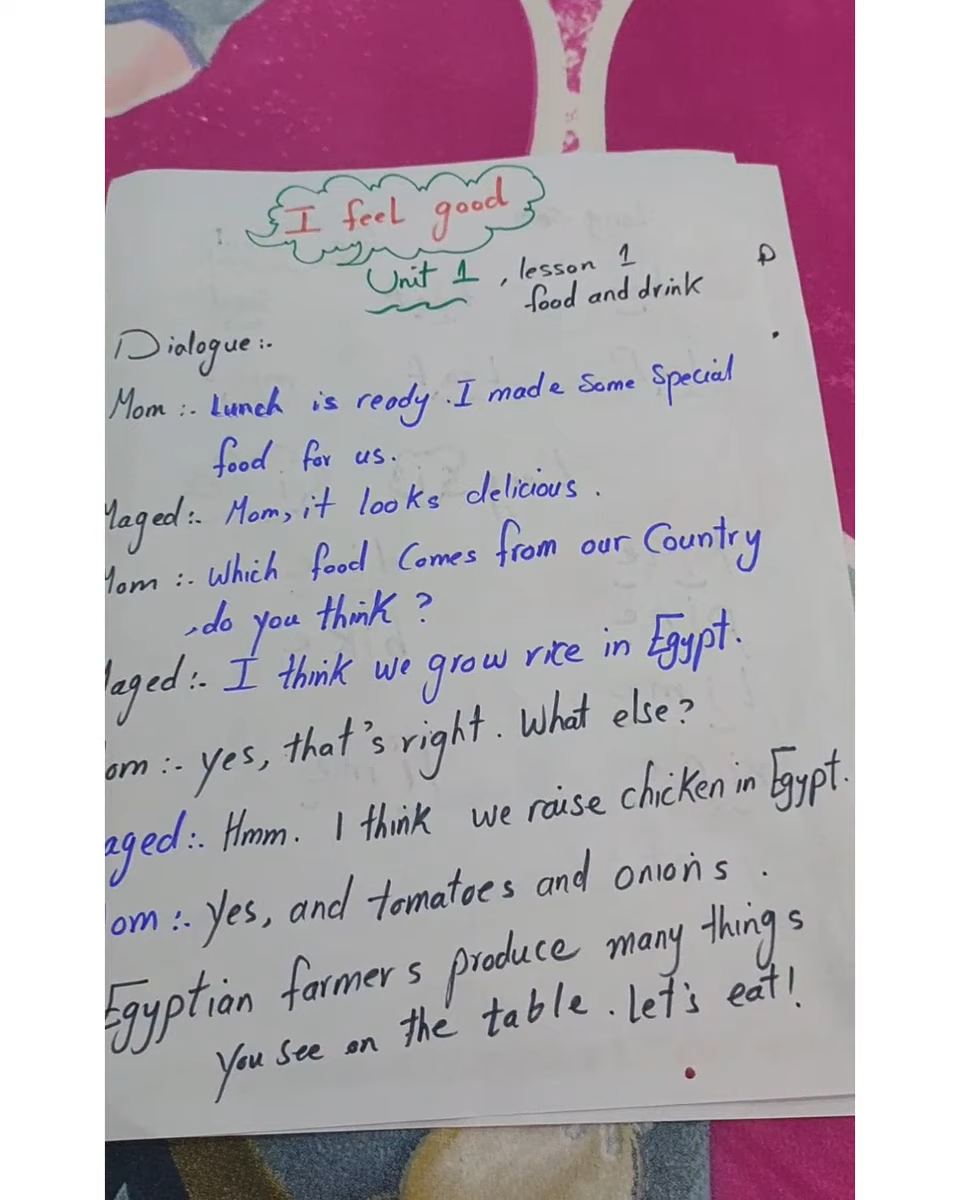 I feel good
Unit 1 , lesson 1
food and drink
Dialogue :-
Mom :- Lunch is ready . I made Some Special
food for us.
Maged :- Mom, it looks delicious .
Mom :- Which food Comes from our Country
, do you think ?
Maged :- I think we grow rice in Egypt.
om :- yes, that's right . What else ?
aged :- Hmm. I think we raise chicken in Egypt.
om :- Yes, and tomatoes and onions .
Egyptian farmers produce many things
You see on the table . Let's eat !